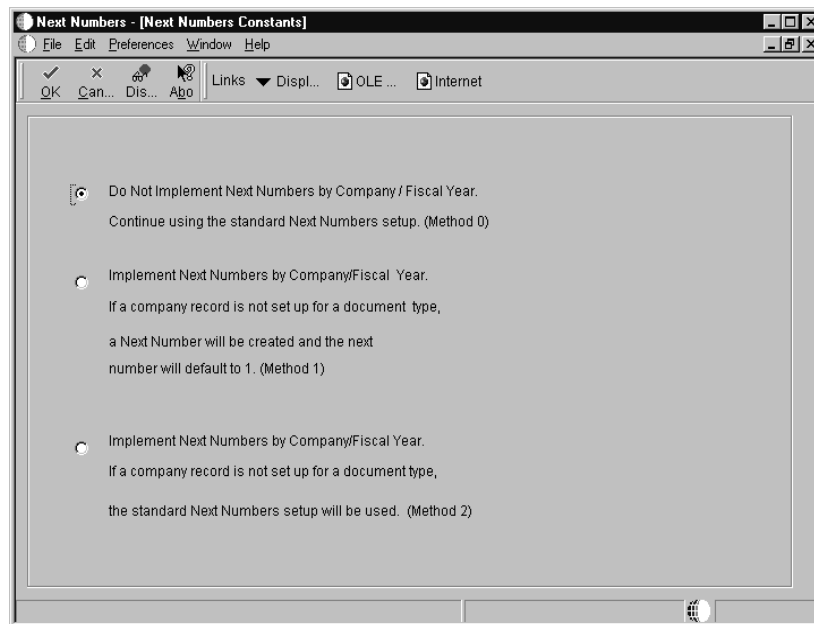 Next Numbers - [Next Numbers Constants]
File Edit Preferences Window Help
OK Can... Dis... Abo Links Displ... OLE ... Internet
Do Not Implement Next Numbers by Company / Fiscal Year.
Continue using the standard Next Numbers setup. (Method 0)
Implement Next Numbers by Company/Fiscal Year.
If a company record is not set up for a document type,
a Next Number will be created and the next
number will default to 1. (Method 1)
Implement Next Numbers by Company/Fiscal Year.
If a company record is not set up for a document type,
the standard Next Numbers setup will be used. (Method 2)